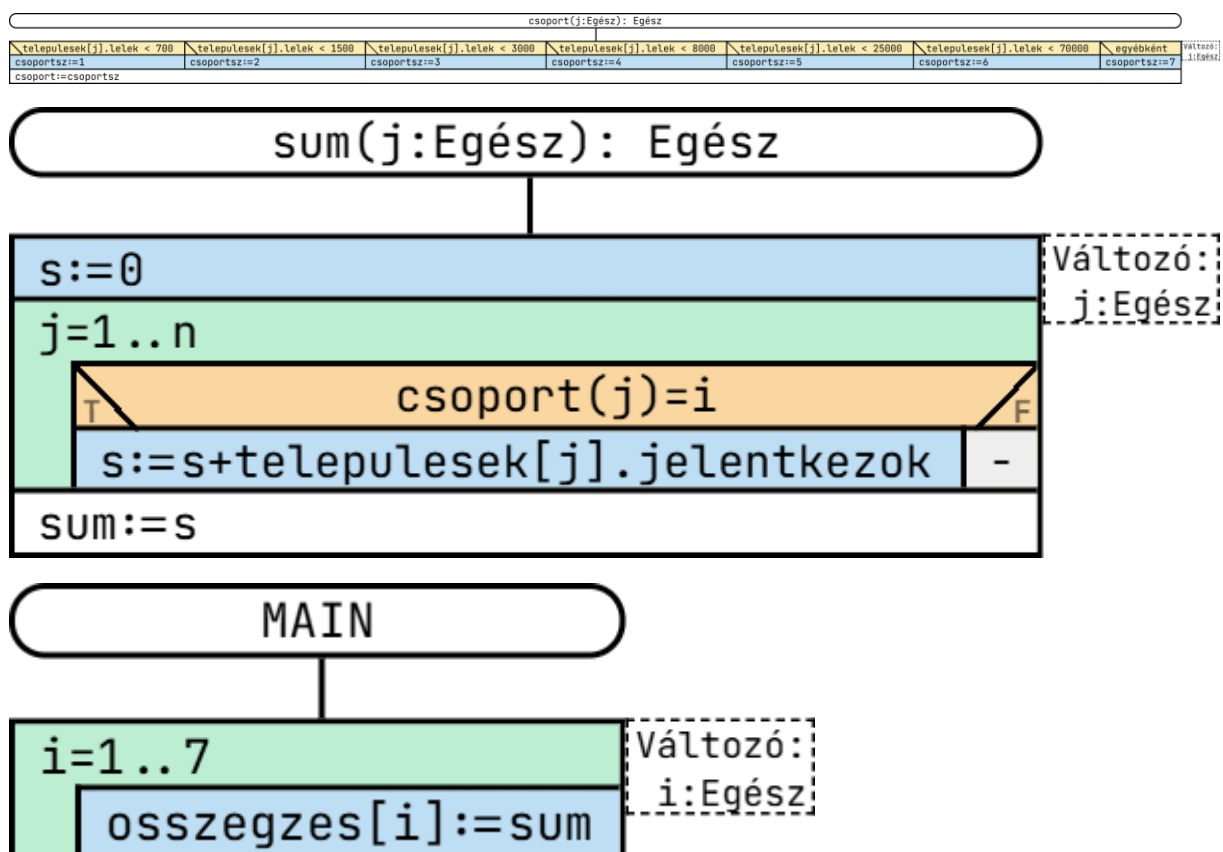 csoport(j:Egész): Egész
telepulesek[j].lelek < 700 telepulesek[j].lelek < 1500 telepulesek[j].lelek < 3000 telepulesek[j].lelek < 8000 telepulesek[j].lelek < 25000 telepulesek[j].lelek < 70000 egyébként
Változó:
j:Egész
csoportsz:=1 csoportsz:=2 csoportsz:=3 csoportsz:=4 csoportsz:=5 csoportsz:=6 csoportsz:=7
csoport:=csoportsz
sum(j:Egész): Egész
s:=0
Változó:
j:Egész
j=1..n
T csoport(j)=i F
s:=s+telepulesek[j].jelentkezok -
sum:=s
MAIN
i=1..7
Változó:
i:Egész
osszegzes[i]:=sum